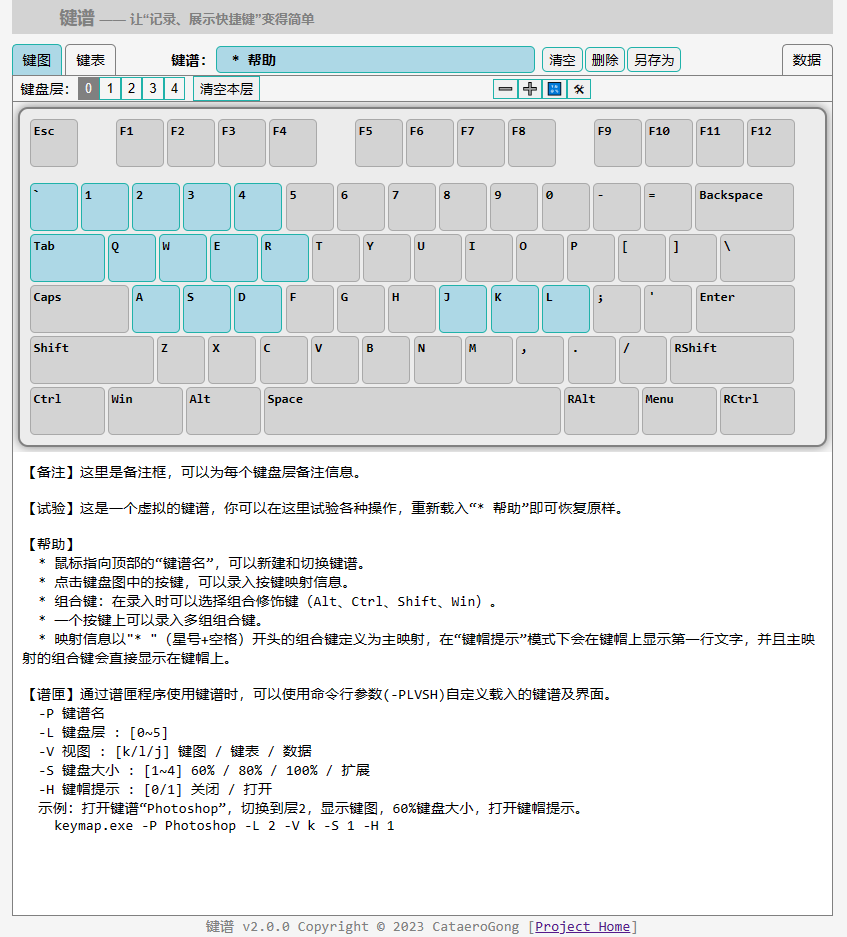 键谱 —— 让“记录、展示快捷键”变得简单
键图 键表 键谱： * 帮助 清空 删除 另存为 数据
键盘层： 0 1 2 3 4 清空本层
Esc F1 F2 F3 F4 F5 F6 F7 F8 F9 F10 F11 F12
` 1 2 3 4 5 6 7 8 9 0 - = Backspace
Tab Q W E R T Y U I O P [ ] \
Caps A S D F G H J K L ; ' Enter
Shift Z X C V B N M , . / RShift
Ctrl Win Alt Space RAlt Menu RCtrl
【备注】这里是备注框，可以为每个键盘层备注信息。
【试验】这是一个虚拟的键谱，你可以在这里试验各种操作，重新载入“* 帮助”即可恢复原样。
【帮助】
* 鼠标指向顶部的“键谱名”，可以新建和切换键谱。
* 点击键盘图中的按键，可以录入按键映射信息。
* 组合键：在录入时可以选择组合修饰键（Alt、Ctrl、Shift、Win）。
* 一个按键上可以录入多组组合键。
* 映射信息以"* "（星号+空格）开头的组合键定义为主映射，在“键帽提示”模式下会在键帽上显示第一行文字，并且主映
射的组合键会直接显示在键帽上。
【谱匣】通过谱匣程序使用键谱时，可以使用命令行参数(-PLVSH)自定义载入的键谱及界面。
-P 键谱名
-L 键盘层 : [0~5]
-V 视图 : [k/l/j] 键图 / 键表 / 数据
-S 键盘大小 : [1~4] 60% / 80% / 100% / 扩展
-H 键帽提示 : [0/1] 关闭 / 打开
示例：打开键谱“Photoshop”，切换到层2，显示键图，60%键盘大小，打开键帽提示。
keymap.exe -P Photoshop -L 2 -V k -S 1 -H 1
键谱 v2.0.0 Copyright © 2023 CataeroGong [Project Home]